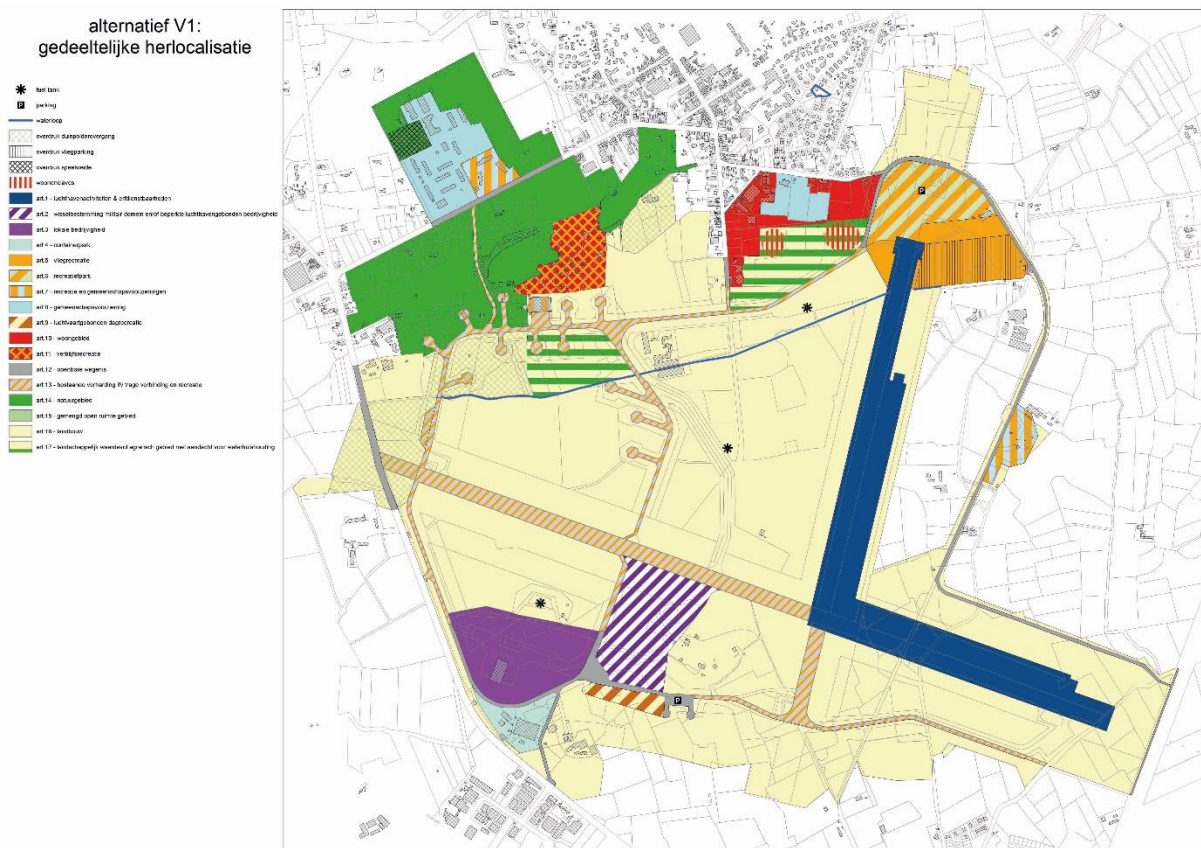 alternatief V1:
gedeeltelijke herlocalisatie
fuel tank
P parking
waterloop
overdruk duinpolderovergang
overdruk vliegparking
overdruk speelweide
woonenclaves
art.1 - luchthavenactiviteiten & erfdienstbaarheden
art.2 - wisselbestemming militair domein en/of beperkte luchthavengebonden bedrijvigheid
art.3 - lokale bedrijvigheid
art.4 - containerpark
art.5 - vliegrecreatie
art.6 - recreatiepark
art.7 - recreatie en gemeenschapsvoorzieningen
art.8 - gemeenschapsvoorziening
art.9 - luchtvaartgebonden dagrecreatie
art.10 - woongebied
art.11 - verblijfsrecreatie
art.12 - openbare wegenis
art.13 - bestaande verharding ifv trage verbinding en recreatie
art.14 - natuurgebied
art.15 - gemengd open ruimte gebied
art.16 - landbouw
art.17 - landschappelijk waardevol agrarisch gebied met aandacht voor waterhuishouding
P
P